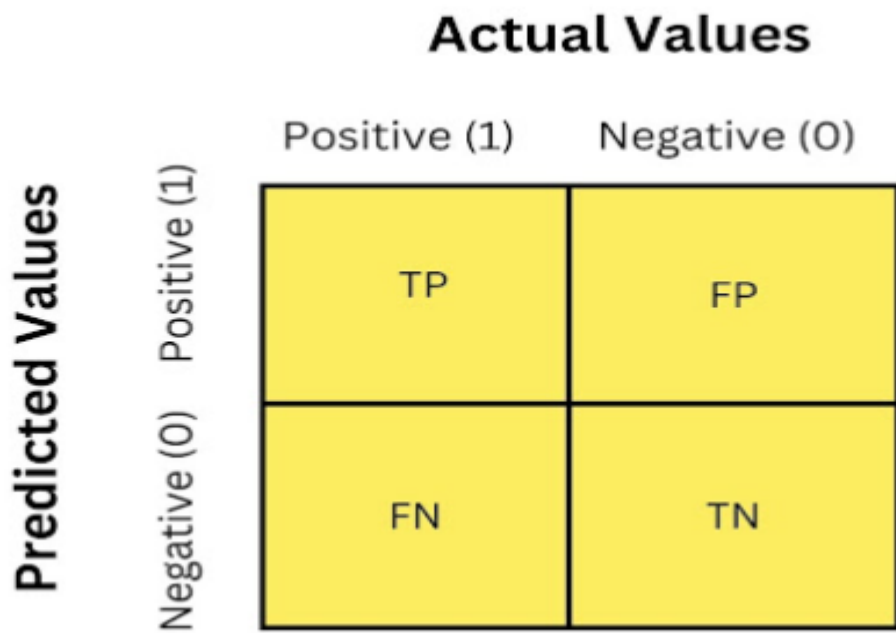 Actual Values
Positive (1) Negative (0)
Predicted Values
Positive (1)
TP FP
Negative (0)
FN TN